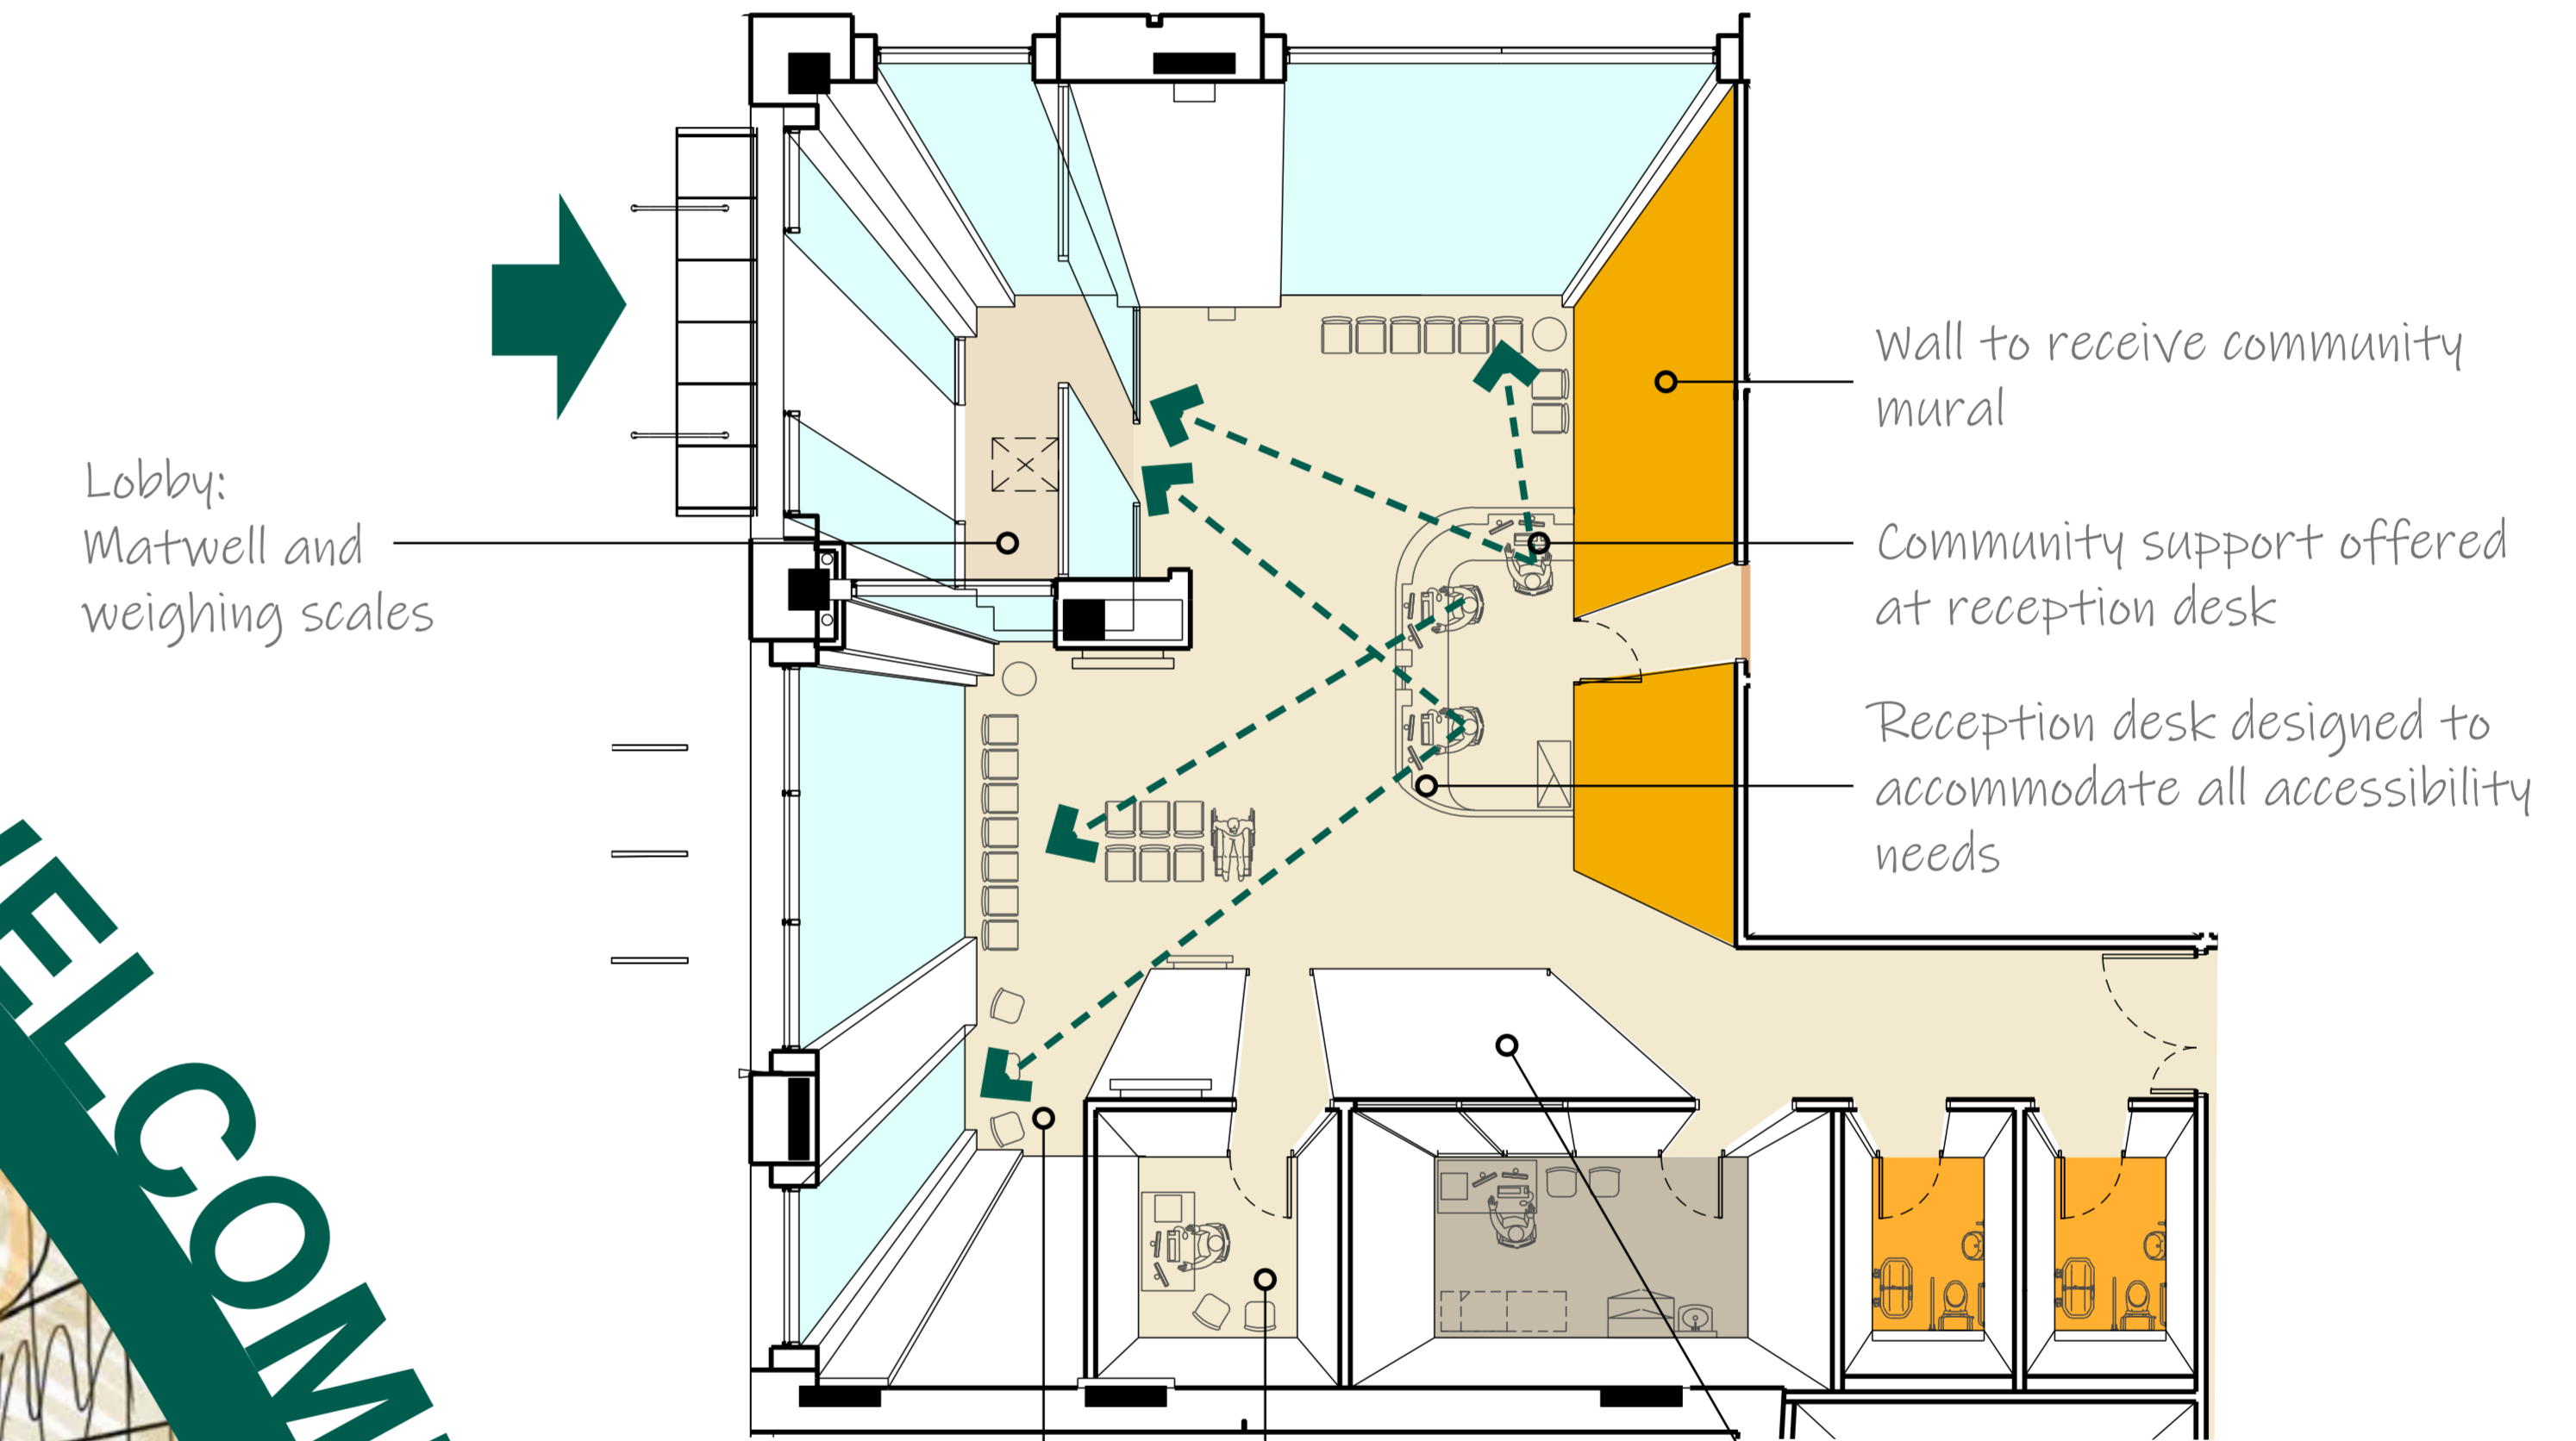 Wall to receive community
mural
Lobby:
Matwell and
weighing scales
Community support offered
at reception desk
Reception desk designed to
accommodate all accessibility
needs
ELCOM